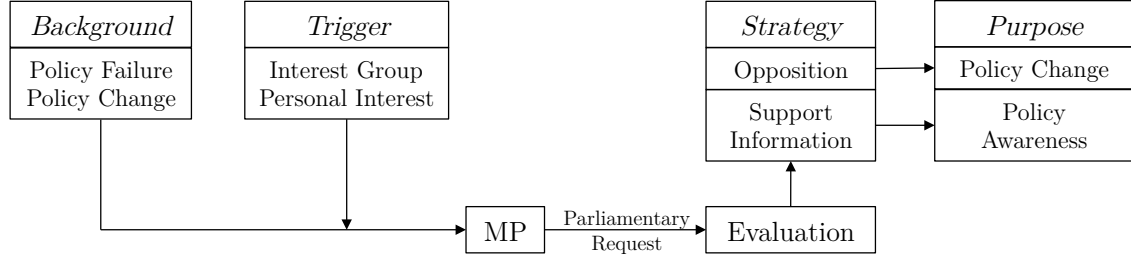 Background
Policy Failure
Policy Change
Trigger
Interest Group
Personal Interest
Strategy
Opposition
Support
Information
Purpose
Policy Change
Policy
Awareness
MP
Parliamentary
Request
Evaluation